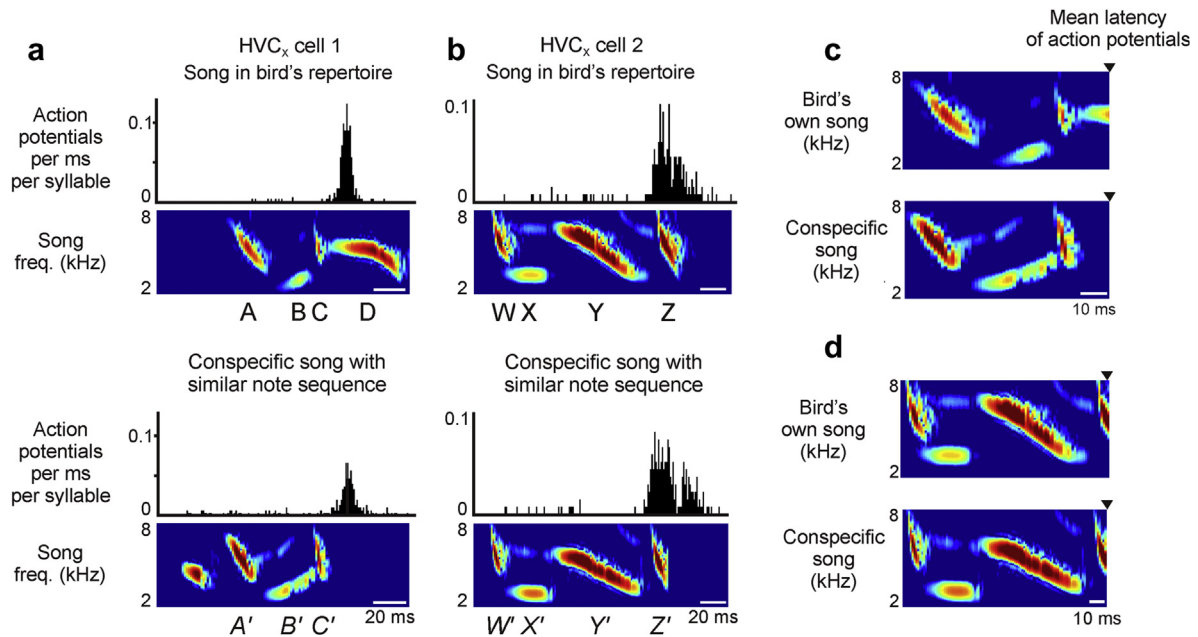 a
HVCx cell 1
Song in bird's repertoire
Action
potentials
per ms
per syllable
0.1
0
Song
freq. (kHz)
8
2
A B C D
Conspecific song with
similar note sequence
Action
potentials
per ms
per syllable
0.1
0
Song
freq. (kHz)
8
2
20 ms
A' B' C'
b
HVCx cell 2
Song in bird's repertoire
0.1
0
8
2
W X Y Z
Conspecific song with
similar note sequence
0.1
0
8
2
20 ms
W' X' Y' Z'
c
Mean latency
of action potentials
Bird's
own song
(kHz)
8
2
Conspecific
song
(kHz)
8
2
10 ms
d
Bird's
own song
(kHz)
8
2
Conspecific
song
(kHz)
8
2
10 ms